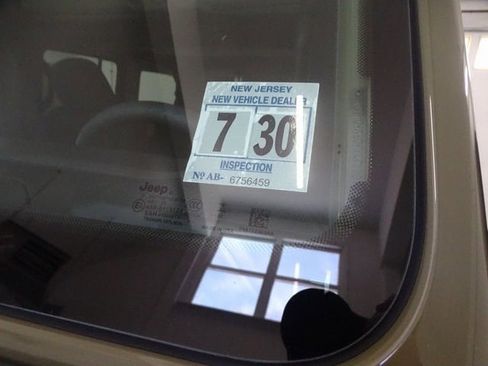 NEW JERSEY
NEW VEHICLE DEALER
7 30
INSPECTION
Nº AB- 6756459
Jeep